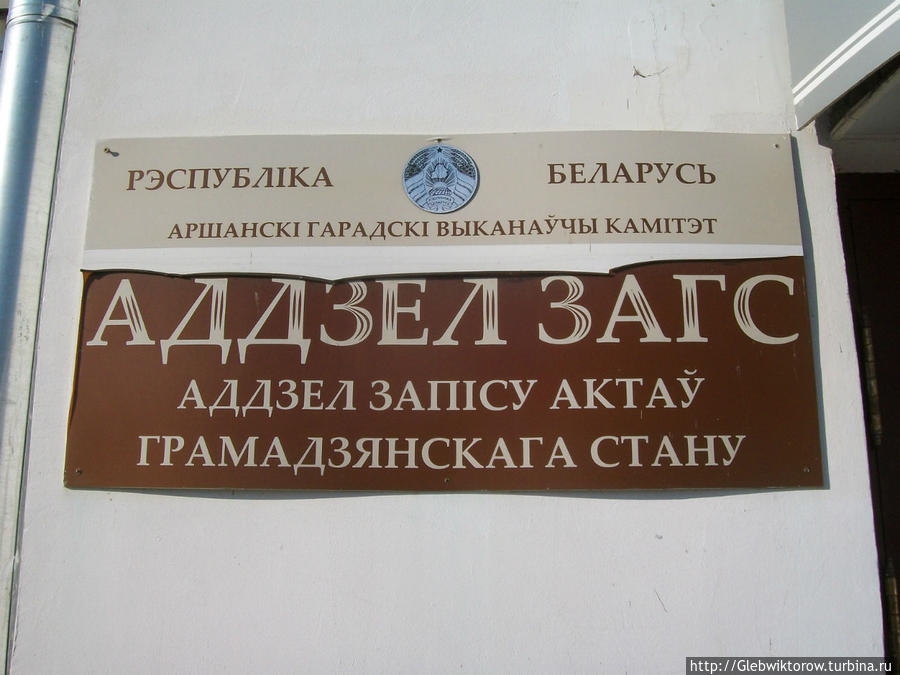 РЭСПУБЛІКА БЕЛАРУСЬ
АРШАНСКІ ГАРАДСКІ ВЫКАНАЎЧЫ КАМІТЭТ
АДДЗЕЛ ЗАГС
АДДЗЕЛ ЗАПІСУ АКТАЎ
ГРАМАДЗЯНСКАГА СТАНУ
http://Glebwiktorow.turbina.ru